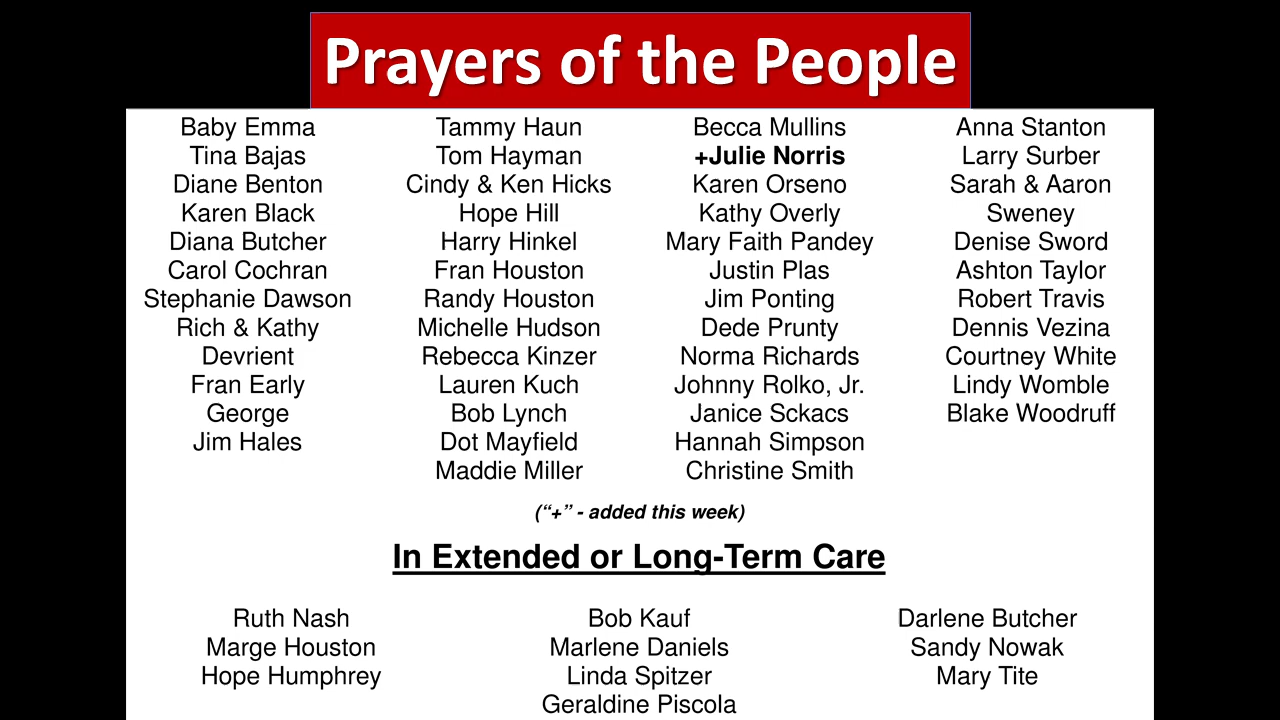 Prayers of the People
Baby Emma
Tina Bajas
Diane Benton
Karen Black
Diana Butcher
Carol Cochran
Stephanie Dawson
Rich & Kathy
Devrient
Fran Early
George
Jim Hales
Tammy Haun
Tom Hayman
Cindy & Ken Hicks
Hope Hill
Harry Hinkel
Fran Houston
Randy Houston
Michelle Hudson
Rebecca Kinzer
Lauren Kuch
Bob Lynch
Dot Mayfield
Maddie Miller
Becca Mullins
+Julie Norris
Karen Orseno
Kathy Overly
Mary Faith Pandey
Justin Plas
Jim Ponting
Dede Prunty
Norma Richards
Johnny Rolko, Jr.
Janice Sckacs
Hannah Simpson
Christine Smith
Anna Stanton
Larry Surber
Sarah & Aaron
Sweney
Denise Sword
Ashton Taylor
Robert Travis
Dennis Vezina
Courtney White
Lindy Womble
Blake Woodruff
(“+” - added this week)
In Extended or Long-Term Care
Ruth Nash
Marge Houston
Hope Humphrey
Bob Kauf
Marlene Daniels
Linda Spitzer
Geraldine Piscola
Darlene Butcher
Sandy Nowak
Mary Tite